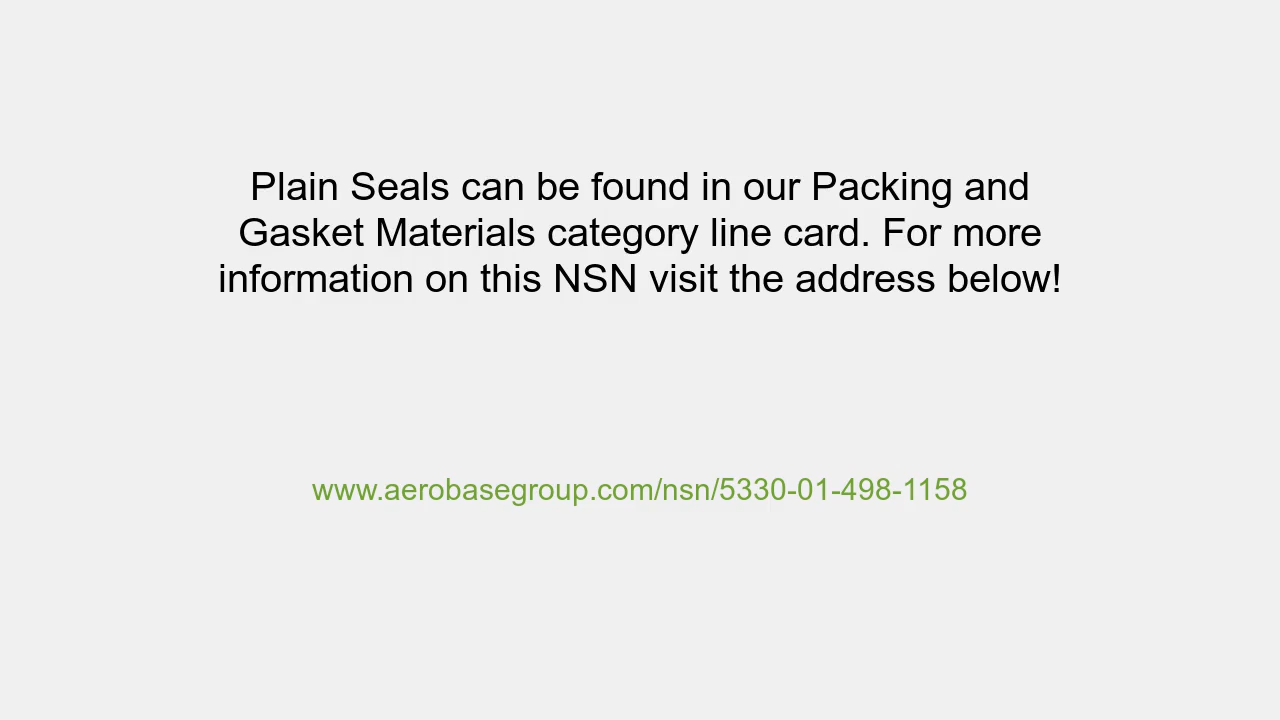 Plain Seals can be found in our Packing and
Gasket Materials category line card. For more
information on this NSN visit the address below!
www.aerobasegroup.com/nsn/5330-01-498-1158